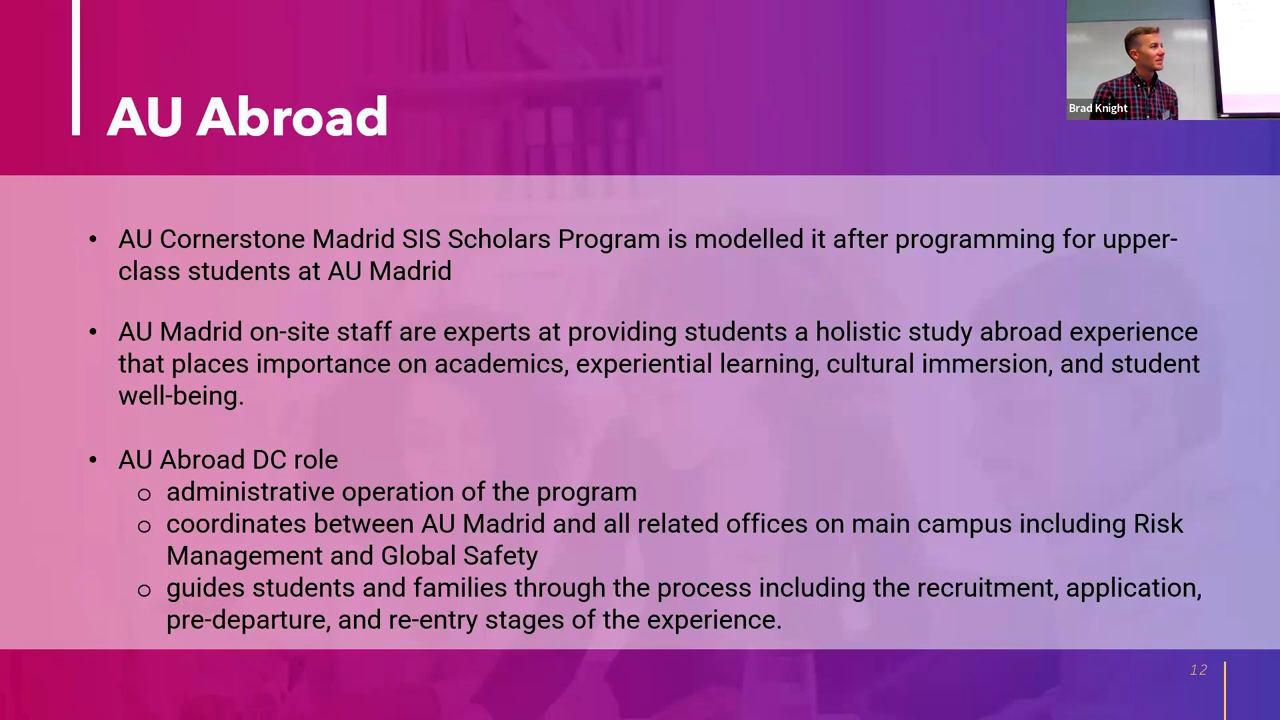 AU Abroad
Brad Knight
• AU Cornerstone Madrid SIS Scholars Program is modelled it after programming for upper-
class students at AU Madrid
• AU Madrid on-site staff are experts at providing students a holistic study abroad experience
that places importance on academics, experiential learning, cultural immersion, and student
well-being.
• AU Abroad DC role
o administrative operation of the program
o coordinates between AU Madrid and all related offices on main campus including Risk
Management and Global Safety
o guides students and families through the process including the recruitment, application,
pre-departure, and re-entry stages of the experience.
12